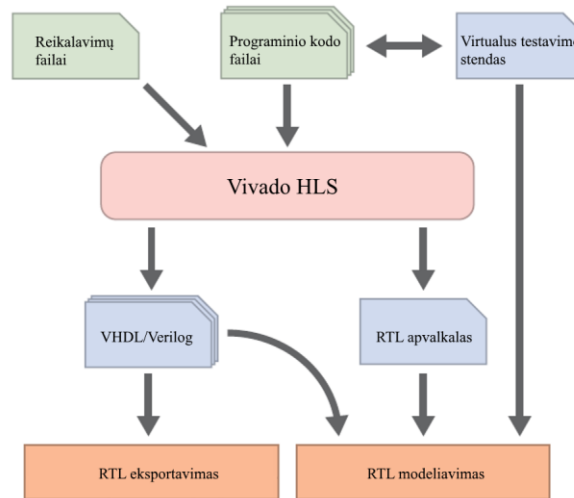 Reikalavimų
failai
Programinio kodo
failai
Virtualus testavimo
stendas
Vivado HLS
VHDL/Verilog
RTL apvalkalas
RTL eksportavimas
RTL modeliavimas